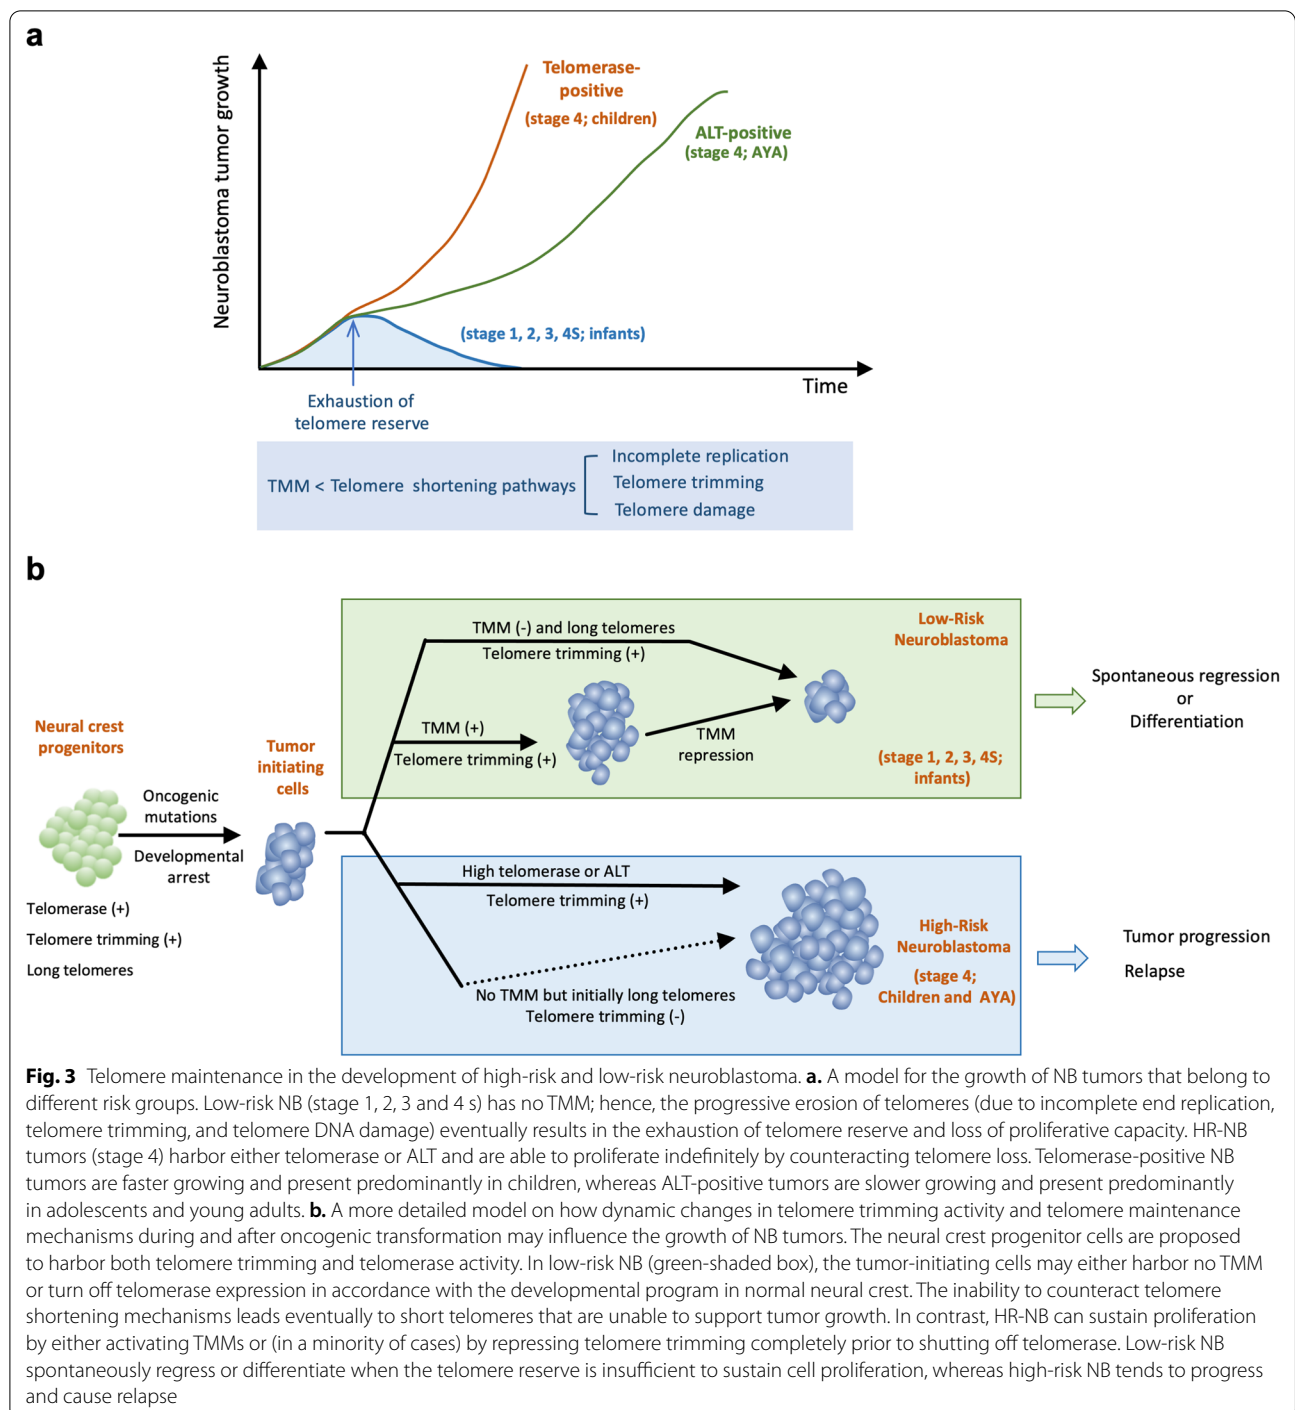 a
Neuroblastoma tumor growth
Telomerase-
positive
(stage 4; children)
ALT-positive
(stage 4; AYA)
(stage 1, 2, 3, 4S; infants)
Time
Exhaustion of
telomere reserve
TMM < Telomere shortening pathways
Incomplete replication
Telomere trimming
Telomere damage
b
Neural crest
progenitors
Oncogenic
mutations
Developmental
arrest
Telomerase (+)
Telomere trimming (+)
Long telomeres
Tumor
initiating
cells
TMM (-) and long telomeres
Telomere trimming (+)
TMM (+)
Telomere trimming (+)
TMM
repression
Low-Risk
Neuroblastoma
(stage 1, 2, 3, 4S;
infants)
Spontaneous regression
or
Differentiation
High telomerase or ALT
Telomere trimming (+)
No TMM but initially long telomeres
Telomere trimming (-)
High-Risk
Neuroblastoma
(stage 4;
Children and AYA)
Tumor progression
Relapse
Fig. 3 Telomere maintenance in the development of high-risk and low-risk neuroblastoma. a. A model for the growth of NB tumors that belong to
different risk groups. Low-risk NB (stage 1, 2, 3 and 4 s) has no TMM; hence, the progressive erosion of telomeres (due to incomplete end replication,
telomere trimming, and telomere DNA damage) eventually results in the exhaustion of telomere reserve and loss of proliferative capacity. HR-NB
tumors (stage 4) harbor either telomerase or ALT and are able to proliferate indefinitely by counteracting telomere loss. Telomerase-positive NB
tumors are faster growing and present predominantly in children, whereas ALT-positive tumors are slower growing and present predominantly
in adolescents and young adults. b. A more detailed model on how dynamic changes in telomere trimming activity and telomere maintenance
mechanisms during and after oncogenic transformation may influence the growth of NB tumors. The neural crest progenitor cells are proposed
to harbor both telomere trimming and telomerase activity. In low-risk NB (green-shaded box), the tumor-initiating cells may either harbor no TMM
or turn off telomerase expression in accordance with the developmental program in normal neural crest. The inability to counteract telomere
shortening mechanisms leads eventually to short telomeres that are unable to support tumor growth. In contrast, HR-NB can sustain proliferation
by either activating TMMs or (in a minority of cases) by repressing telomere trimming completely prior to shutting off telomerase. Low-risk NB
spontaneously regress or differentiate when the telomere reserve is insufficient to sustain cell proliferation, whereas high-risk NB tends to progress
and cause relapse